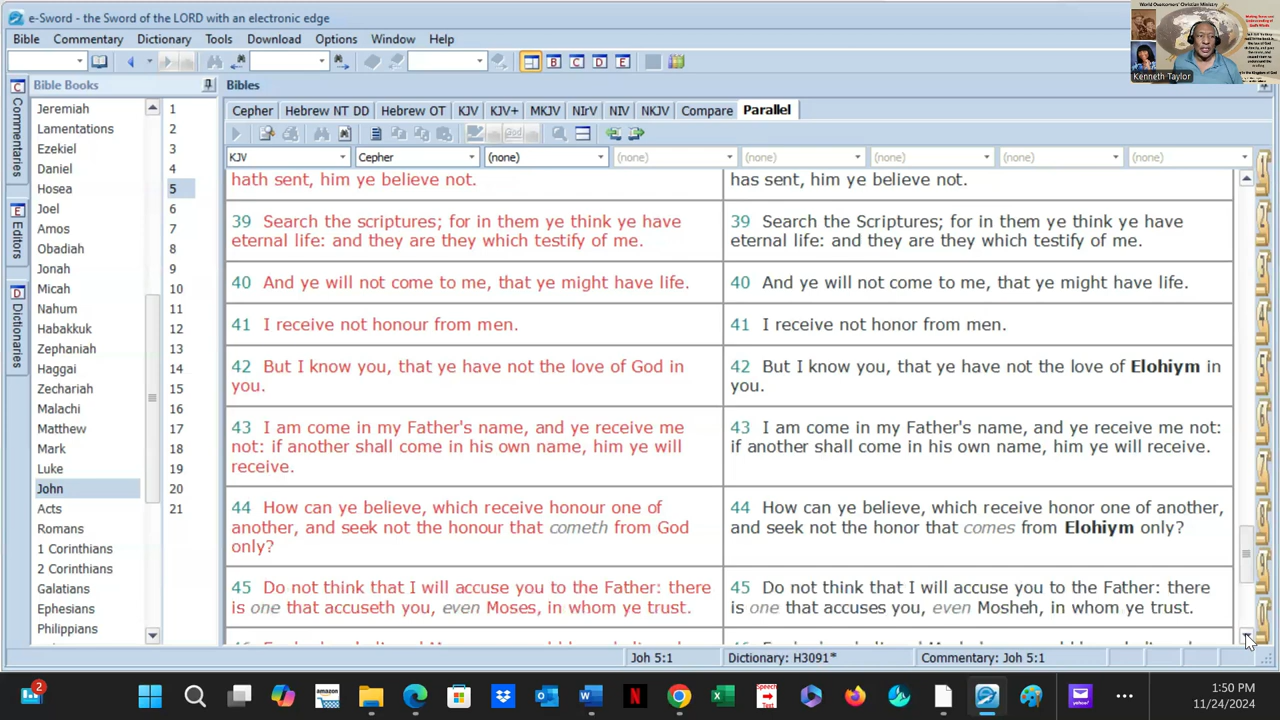 e-Sword - the Sword of the LORD with an electronic edge
World Overcomers' Christian Ministry
Bible Commentary Dictionary Tools Download Options Window Help
Kenneth Taylor
B C D E
Bible Books
Bibles
Cepher Hebrew NT DD Hebrew OT KJV KJV+ MKJV NIrV NIV NKJV Compare Parallel
KJV Cepher (none) (none) (none) (none) (none) (none)
C Commentaries
E Editors
D Dictionaries
Jeremiah
Lamentations
Ezekiel
Daniel
Hosea
Joel
Amos
Obadiah
Jonah
Micah
Nahum
Habakkuk
Zephaniah
Haggai
Zechariah
Malachi
Matthew
Mark
Luke
John
Acts
Romans
1 Corinthians
2 Corinthians
Galatians
Ephesians
Philippians
1
2
3
4
5
6
7
8
9
10
11
12
13
14
15
16
17
18
19
20
21
hath sent, him ye believe not.
39 Search the scriptures; for in them ye think ye have
eternal life: and they are they which testify of me.
40 And ye will not come to me, that ye might have life.
41 I receive not honour from men.
42 But I know you, that ye have not the love of God in
you.
43 I am come in my Father's name, and ye receive me
not: if another shall come in his own name, him ye will
receive.
44 How can ye believe, which receive honour one of
another, and seek not the honour that cometh from God
only?
45 Do not think that I will accuse you to the Father: there
is one that accuseth you, even Moses, in whom ye trust.
has sent, him ye believe not.
39 Search the Scriptures; for in them ye think ye have
eternal life: and they are they which testify of me.
40 And ye will not come to me, that ye might have life.
41 I receive not honor from men.
42 But I know you, that ye have not the love of Elohiym in
you.
43 I am come in my Father's name, and ye receive me not:
if another shall come in his own name, him ye will receive.
44 How can ye believe, which receive honor one of another,
and seek not the honor that comes from Elohiym only?
45 Do not think that I will accuse you to the Father: there
is one that accuses you, even Mosheh, in whom ye trust.
Joh 5:1 Dictionary: H3091* Commentary: Joh 5:1
2
amazon
Speech
Text
yahoo!
1:50 PM
11/24/2024